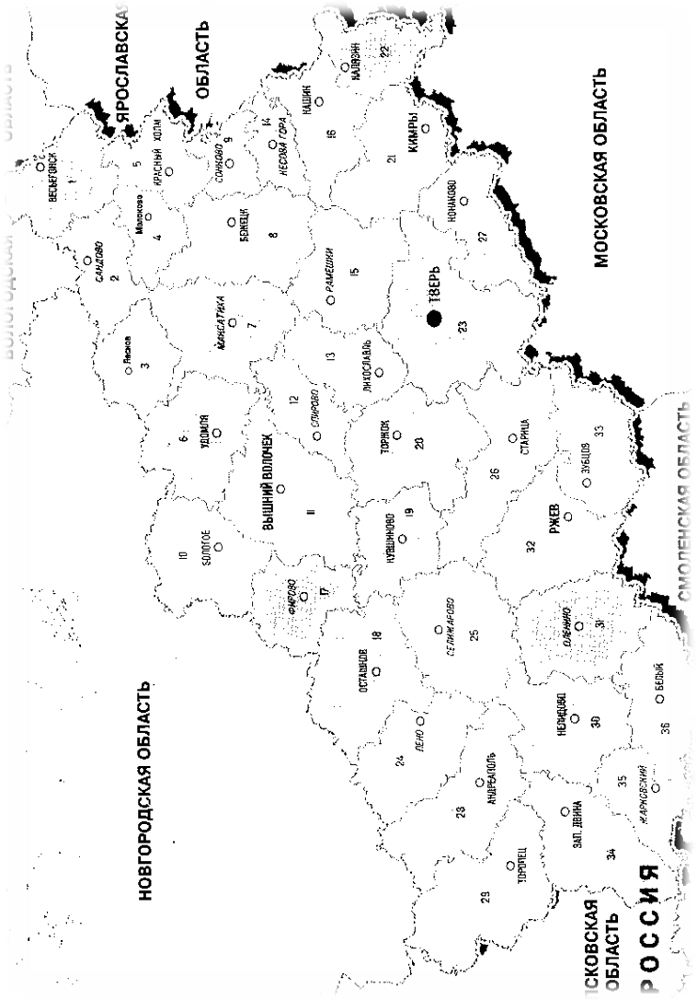 ВОЛОГОДСКАЯ ОБЛАСТЬ
НОВГОРОДСКАЯ ОБЛАСТЬ
ЯРОСЛАВСКАЯ
ОБЛАСТЬ
МОСКОВСКАЯ ОБЛАСТЬ
СМОЛЕНСКАЯ ОБЛАСТЬ
ПСКОВСКАЯ
ОБЛАСТЬ
РОССИЯ
ВЕСЬЕГОНСК
1
САНДОВО
2
Лесное
3
Молоково
4
5
КРАСНЫЙ ХОЛМ
6
УДОМЛЯ
МАКСАТИХА
7
БЕЖЕЦК
8
СОНКОВО
9
10
БОЛОГОЕ
ВЫШНИЙ ВОЛОЧЕК
11
12
СПИРОВО
13
ЛИХОСЛАВЛЬ
14
КЕСОВА ГОРА
РАМЕШКИ
15
КАШИН
16
ФИРОВО
17
18
ОСТАШКОВ
КУВШИНОВО
19
ТОРЖОК
20
21
КИМРЫ
КАЛЯЗИН
22
ТВЕРЬ
23
24
ПЕНО
СЕЛИЖАРОВО
25
26
СТАРИЦА
КОНАКОВО
27
28
АНДРЕАПОЛЬ
29
ТОРОПЕЦ
НЕЛИДОВО
30
ОЛЕНИНО
31
32
РЖЕВ
ЗУБЦОВ
33
ЗАП. ДВИНА
34
35
ЖАРКОВСКИЙ
БЕЛЫЙ
36